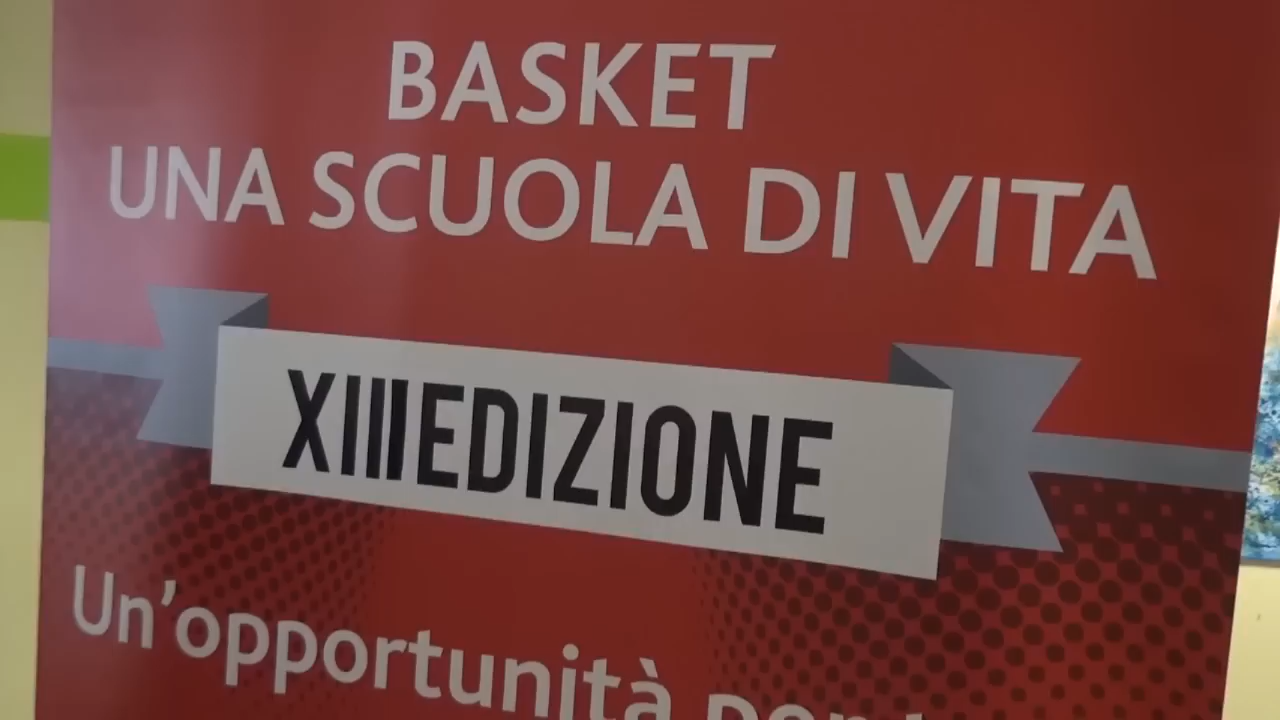 BASKET
UNA SCUOLA DI VITA
XIII EDIZIONE
Un'opportunità per